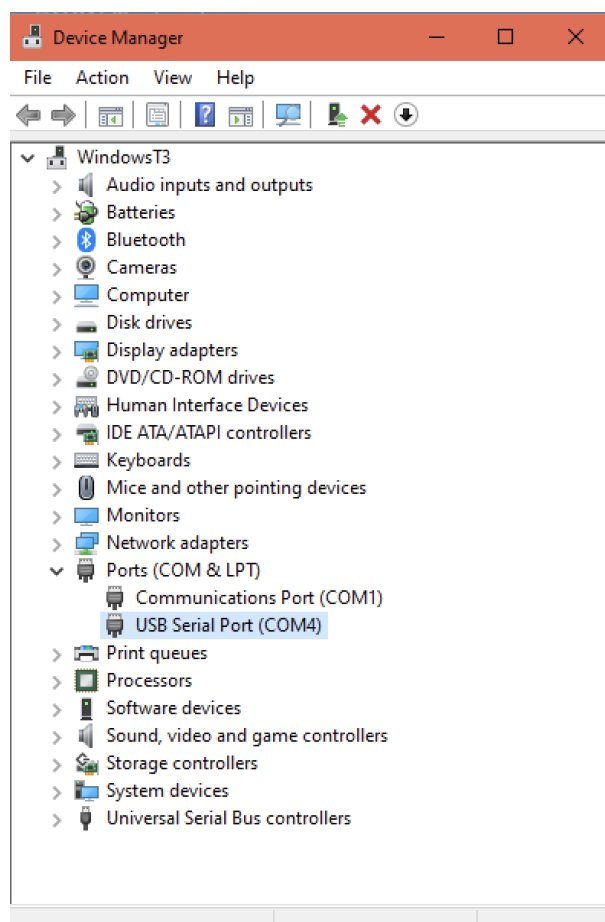 Device Manager
File Action View Help
WindowsT3
Audio inputs and outputs
Batteries
Bluetooth
Cameras
Computer
Disk drives
Display adapters
DVD/CD-ROM drives
Human Interface Devices
IDE ATA/ATAPI controllers
Keyboards
Mice and other pointing devices
Monitors
Network adapters
Ports (COM & LPT)
Communications Port (COM1)
USB Serial Port (COM4)
Print queues
Processors
Software devices
Sound, video and game controllers
Storage controllers
System devices
Universal Serial Bus controllers